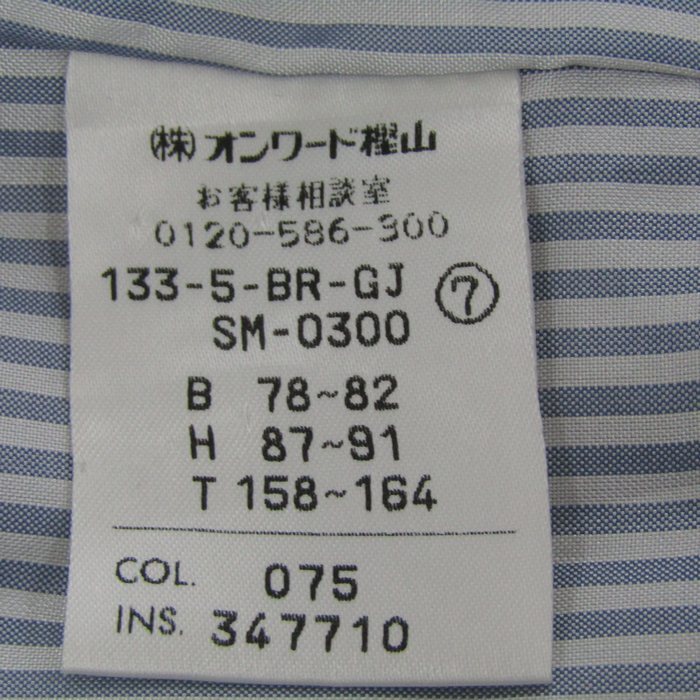 (株)オンワード樫山
お客様相談室
0120-586-300
133-5-BR-GJ ⑦
SM-0300
B 78~82
H 87~91
T 158~164
COL. 075
INS. 347710